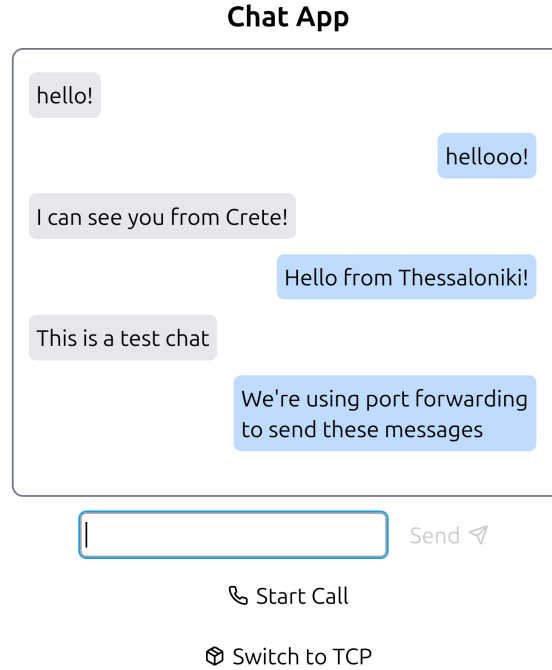 Chat App
hello!
hellooo!
I can see you from Crete!
Hello from Thessaloniki!
This is a test chat
We're using port forwarding
to send these messages
Send
Start Call
Switch to TCP